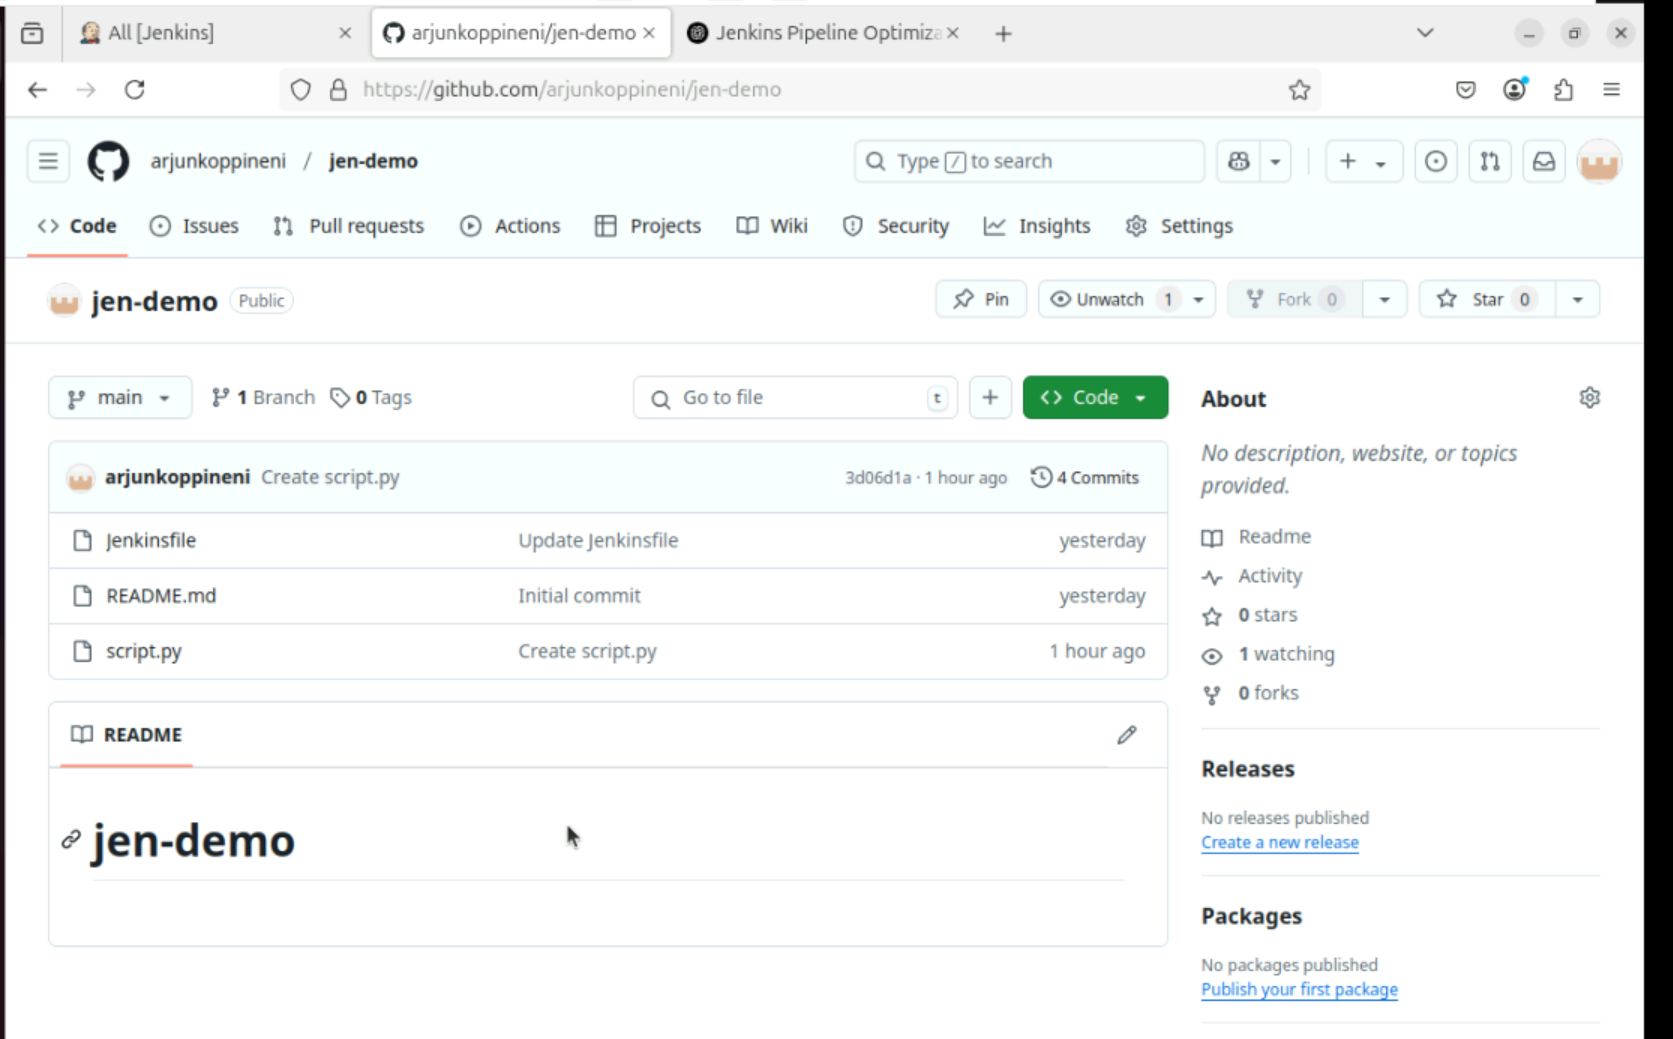 All [Jenkins]
arjunkoppineni/jen-demo
Jenkins Pipeline Optimiza
https://github.com/arjunkoppineni/jen-demo
arjunkoppineni / jen-demo
Type / to search
Code
Issues
Pull requests
Actions
Projects
Wiki
Security
Insights
Settings
jen-demo Public
Pin
Unwatch 1
Fork 0
Star 0
main
1 Branch
0 Tags
Go to file t
Code
arjunkoppineni Create script.py 3d06d1a · 1 hour ago 4 Commits
Jenkinsfile Update Jenkinsfile yesterday
README.md Initial commit yesterday
script.py Create script.py 1 hour ago
README
jen-demo
About
No description, website, or topics
provided.
Readme
Activity
0 stars
1 watching
0 forks
Releases
No releases published
Create a new release
Packages
No packages published
Publish your first package